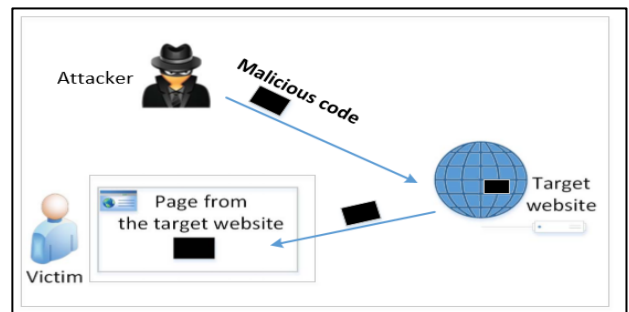 Attacker
Malicious code
Target
website
Page from
the target website
Victim